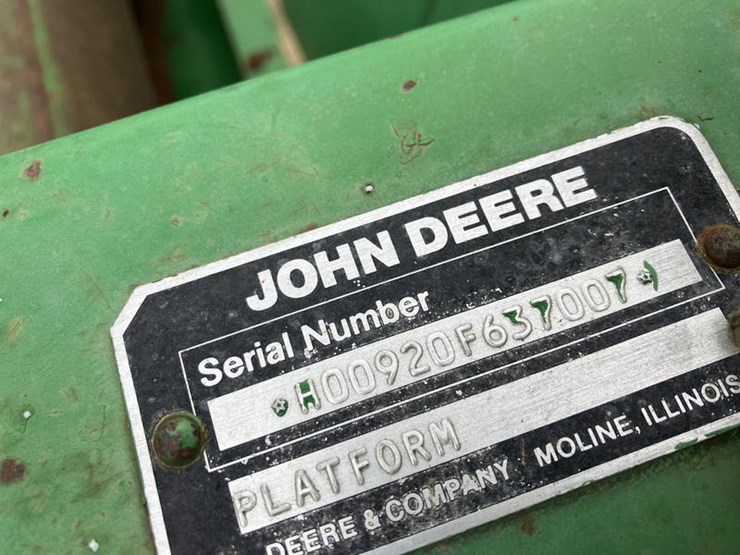 JOHN DEERE
Serial Number
*H00920F637007*
PLATFORM
DEERE & COMPANY MOLINE, ILLINOIS